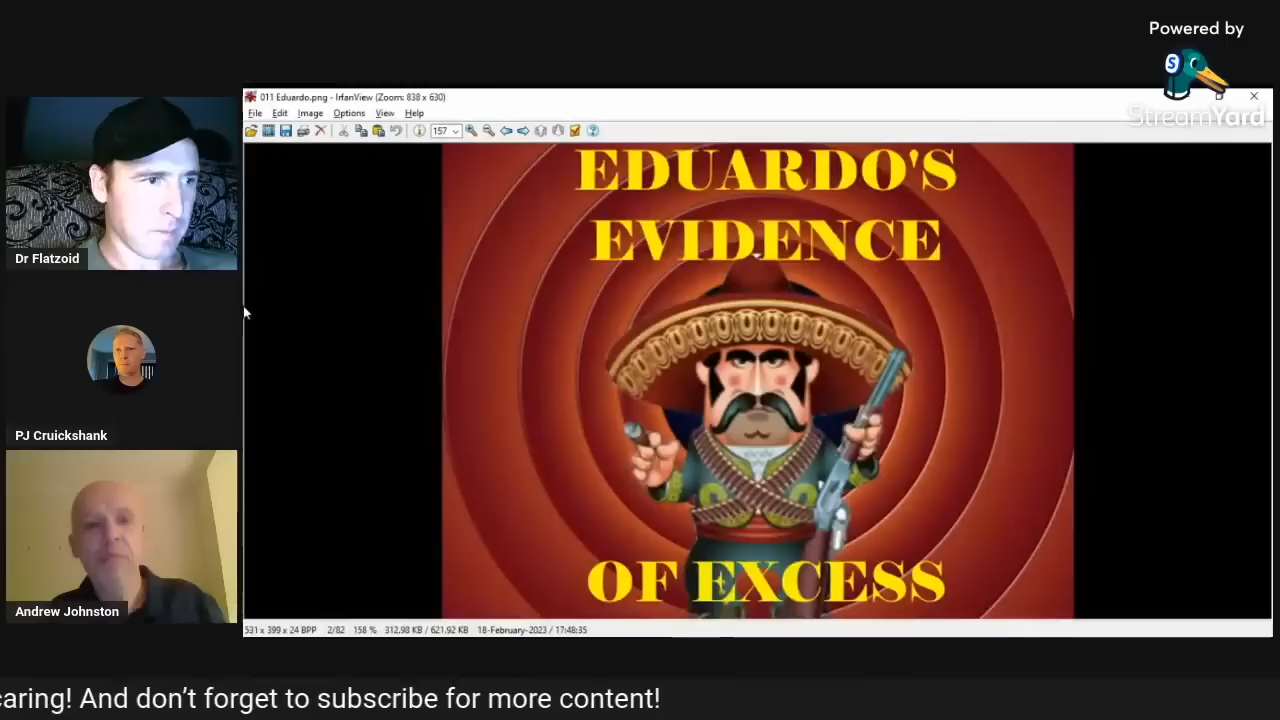 Powered by
StreamYard
011 Eduardo.png - IrfanView (Zoom: 838 x 630)
File Edit Image Options View Help
157
EDUARDO'S
EVIDENCE
OF EXCESS
531 x 399 x 24 BPP 2/82 158 % 312.98 KB / 621.92 KB 18-February-2023 / 17:48:35
Dr Flatzoid
PJ Cruickshank
Andrew Johnston
caring! And don’t forget to subscribe for more content!